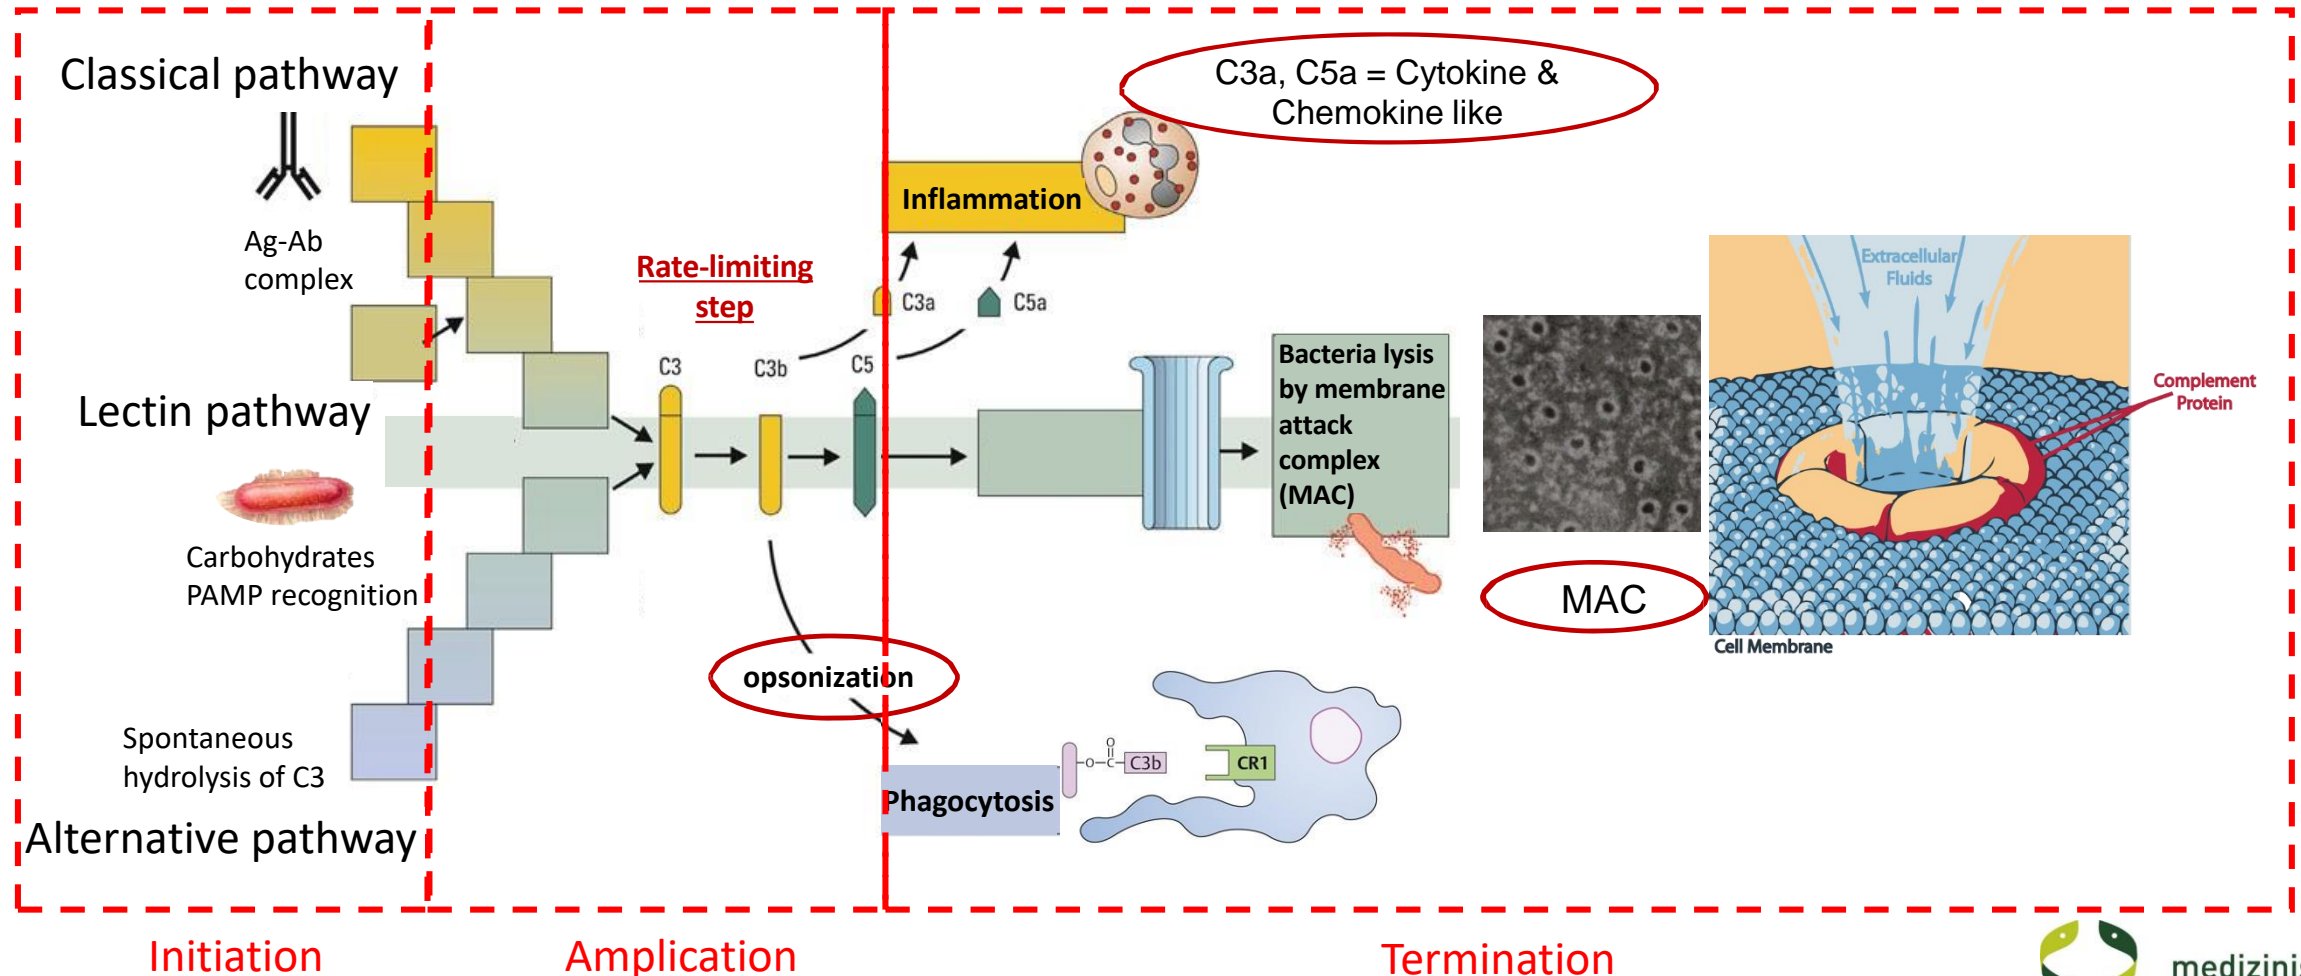 Classical pathway
Ag-Ab
complex
Lectin pathway
Carbohydrates
PAMP recognition
Spontaneous
hydrolysis of C3
Alternative pathway
Rate-limiting
step
C3
C3b
C5
C3a
C5a
opsonization
C3a, C5a = Cytokine &
Chemokine like
Inflammation
Bacteria lysis
by membrane
attack
complex
(MAC)
MAC
Extracellular
Fluids
Complement
Protein
Cell Membrane
Phagocytosis
O
-O-C-
C3b
CR1
Initiation
Amplication
Termination